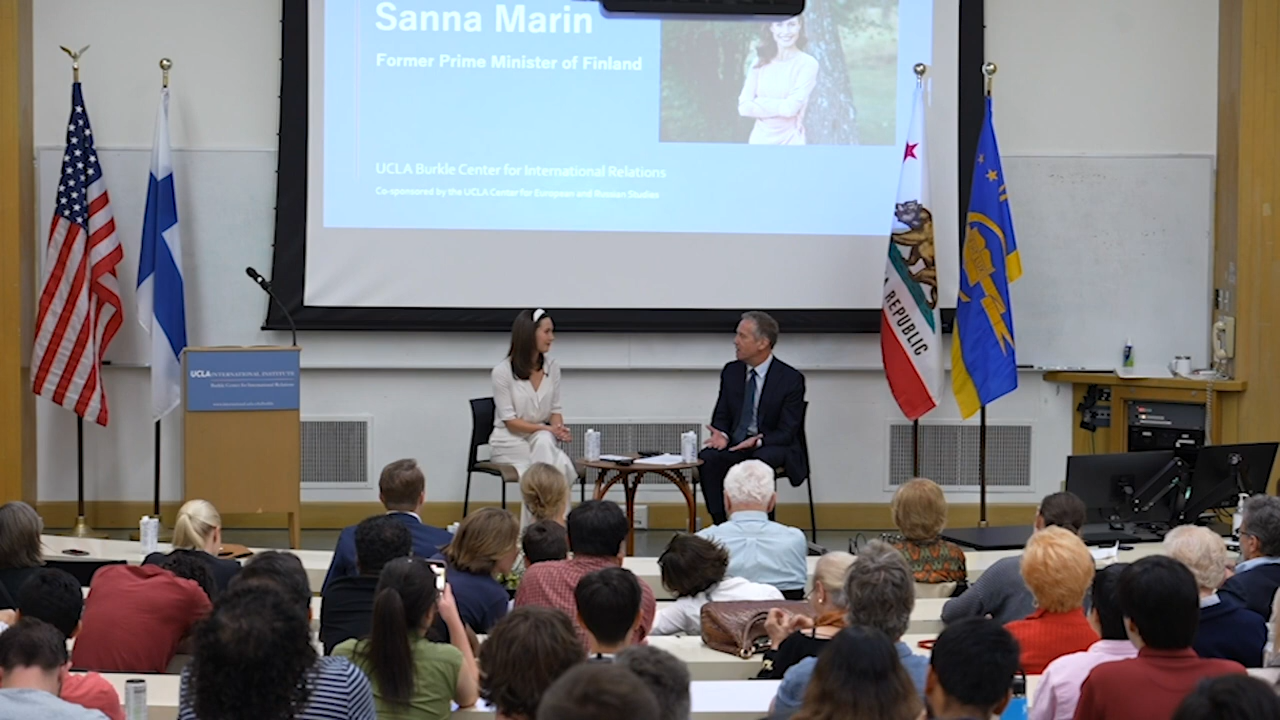 Sanna Marin
Former Prime Minister of Finland
UCLA Burkle Center for International Relations
Co-sponsored by the UCLA Center for European and Russian Studies
UCLA INTERNATIONAL INSTITUTE
Burkle Center for International Relations
REPUBLIC